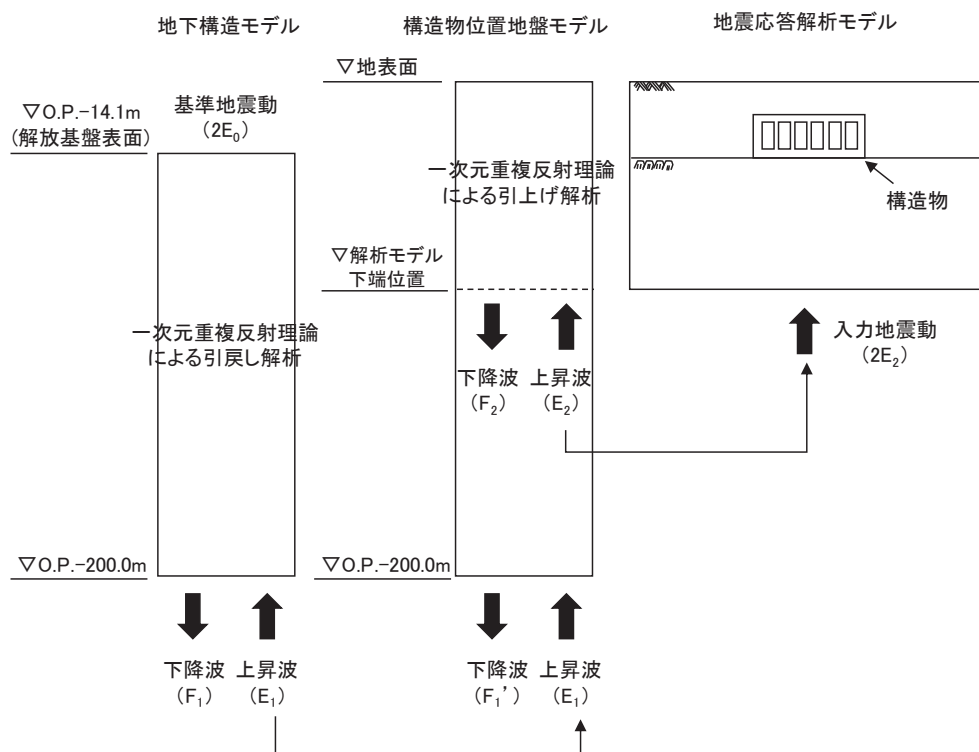 地下構造モデル
▽O.P.-14.1m
(解放基盤表面)
基準地震動
(2E₀)
一次元重複反射理論
による引戻し解析
▽O.P.-200.0m
下降波
(F₁)
上昇波
(E₁)
構造物位置地盤モデル
▽地表面
一次元重複反射理論
による引上げ解析
▽解析モデル
下端位置
下降波
(F₂)
上昇波
(E₂)
▽O.P.-200.0m
下降波
(F₁’)
上昇波
(E₁)
地震応答解析モデル
構造物
入力地震動
(2E₂)